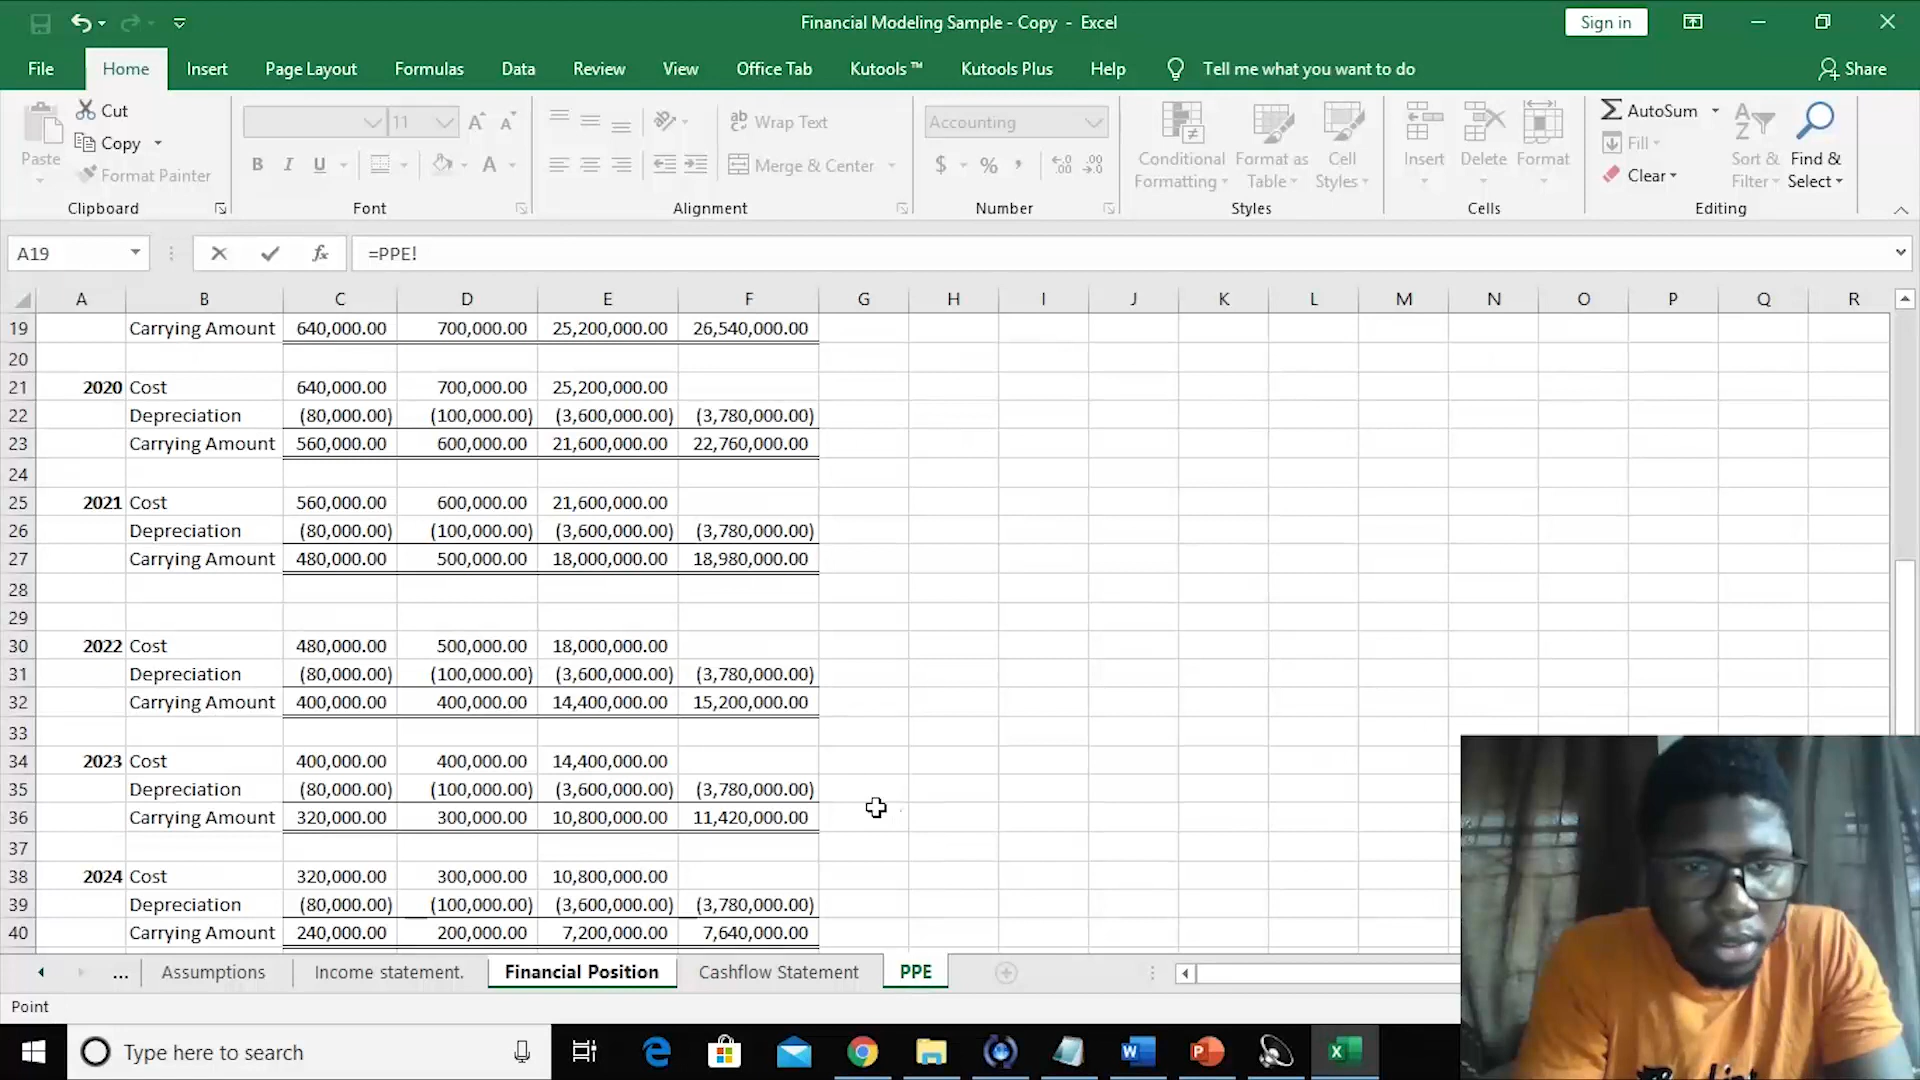 Financial Modeling Sample - Copy - Excel
Sign in
File Home Insert Page Layout Formulas Data Review View Office Tab Kutools ™ Kutools Plus Help Tell me what you want to do Share
Paste
Cut
Copy
Format Painter
Clipboard
11
B I U
Font
Wrap Text
Merge & Center
Alignment
Accounting
$ % ,
Number
Conditional Formatting
Format as Table
Cell Styles
Styles
Insert Delete Format
Cells
AutoSum
Fill
Clear
Sort & Filter
Find & Select
Editing
A19 fx =PPE!
A B C D E F G H I J K L M N O P Q R
19 Carrying Amount 640,000.00 700,000.00 25,200,000.00 26,540,000.00
20
21 2020 Cost 640,000.00 700,000.00 25,200,000.00
22 Depreciation (80,000.00) (100,000.00) (3,600,000.00) (3,780,000.00)
23 Carrying Amount 560,000.00 600,000.00 21,600,000.00 22,760,000.00
24
25 2021 Cost 560,000.00 600,000.00 21,600,000.00
26 Depreciation (80,000.00) (100,000.00) (3,600,000.00) (3,780,000.00)
27 Carrying Amount 480,000.00 500,000.00 18,000,000.00 18,980,000.00
28
29
30 2022 Cost 480,000.00 500,000.00 18,000,000.00
31 Depreciation (80,000.00) (100,000.00) (3,600,000.00) (3,780,000.00)
32 Carrying Amount 400,000.00 400,000.00 14,400,000.00 15,200,000.00
33
34 2023 Cost 400,000.00 400,000.00 14,400,000.00
35 Depreciation (80,000.00) (100,000.00) (3,600,000.00) (3,780,000.00)
36 Carrying Amount 320,000.00 300,000.00 10,800,000.00 11,420,000.00
37
38 2024 Cost 320,000.00 300,000.00 10,800,000.00
39 Depreciation (80,000.00) (100,000.00) (3,600,000.00) (3,780,000.00)
40 Carrying Amount 240,000.00 200,000.00 7,200,000.00 7,640,000.00
... Assumptions Income statement. Financial Position Cashflow Statement PPE
Point
Type here to search